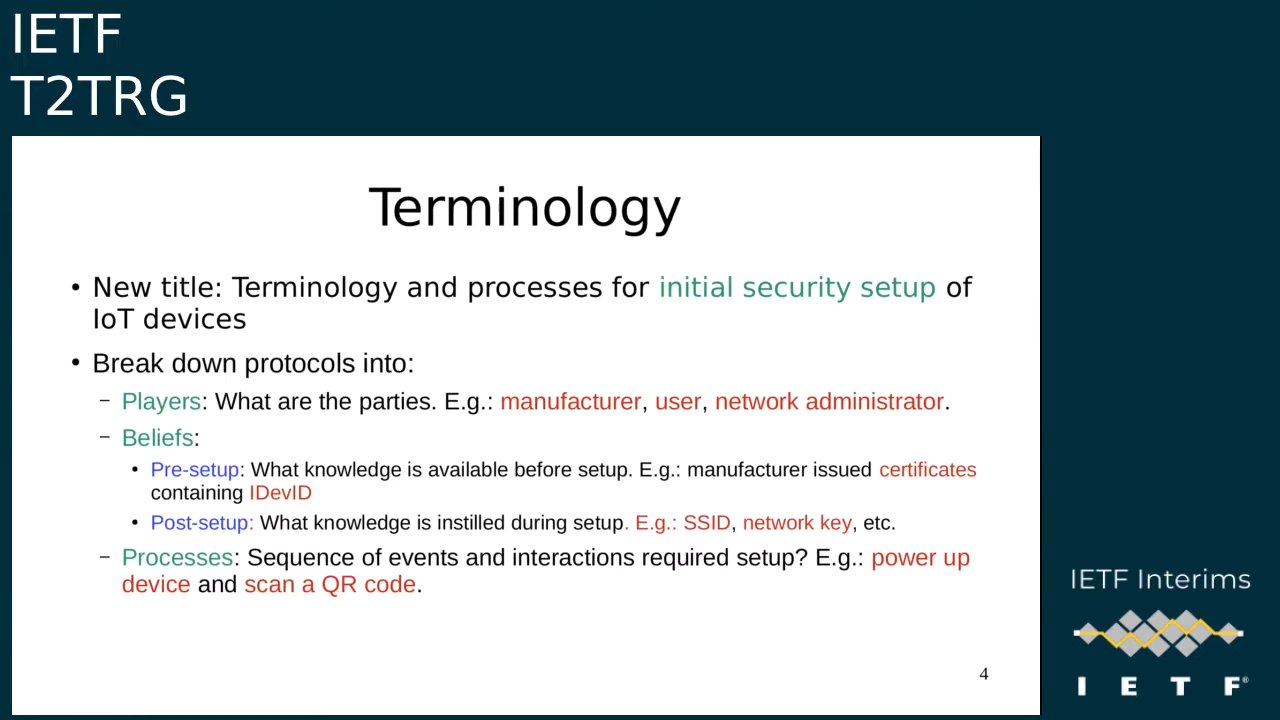 IETF
T2TRG
Terminology
• New title: Terminology and processes for initial security setup of
IoT devices
• Break down protocols into:
– Players: What are the parties. E.g.: manufacturer, user, network administrator.
– Beliefs:
• Pre-setup: What knowledge is available before setup. E.g.: manufacturer issued certificates
containing IDevID
• Post-setup: What knowledge is instilled during setup. E.g.: SSID, network key, etc.
– Processes: Sequence of events and interactions required setup? E.g.: power up
device and scan a QR code.
4
IETF Interims
I E T F®